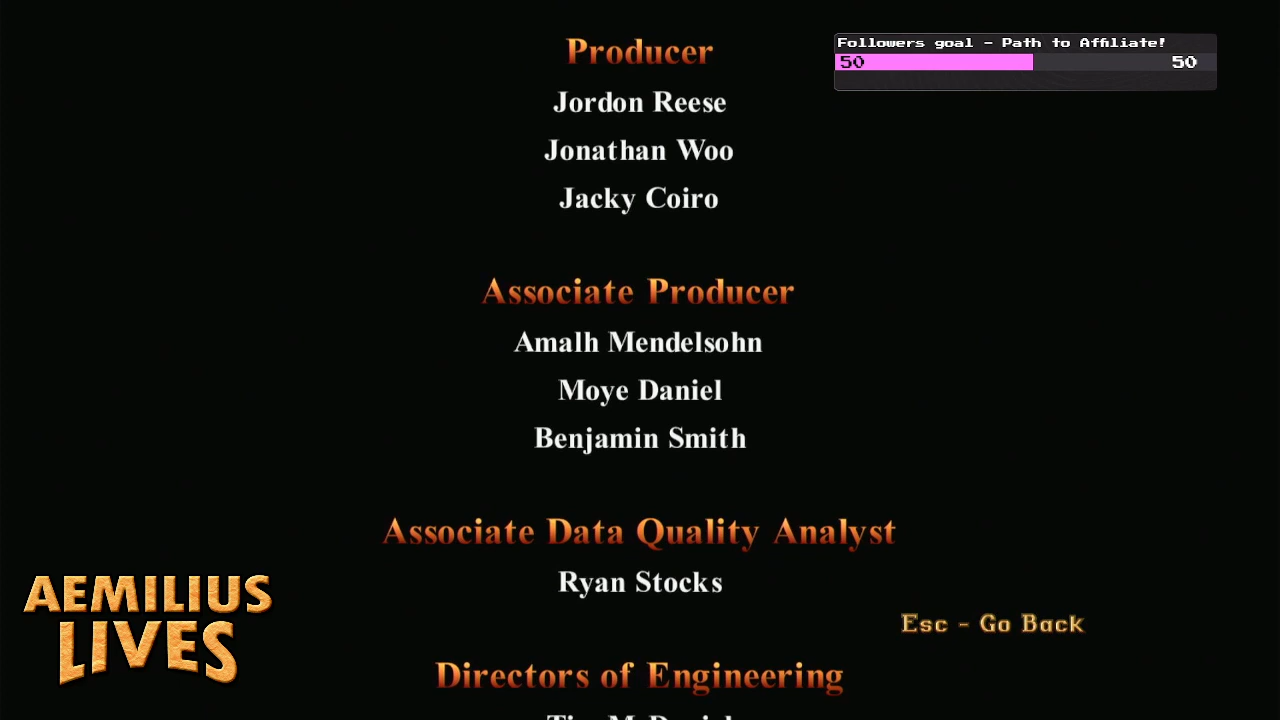 Producer
Followers goal - Path to Affiliate!
50 50
Jordon Reese
Jonathan Woo
Jacky Coiro
Associate Producer
Amalh Mendelsohn
Moye Daniel
Benjamin Smith
Associate Data Quality Analyst
Ryan Stocks
AEMILIUS
LIVES
Esc - Go Back
Directors of Engineering